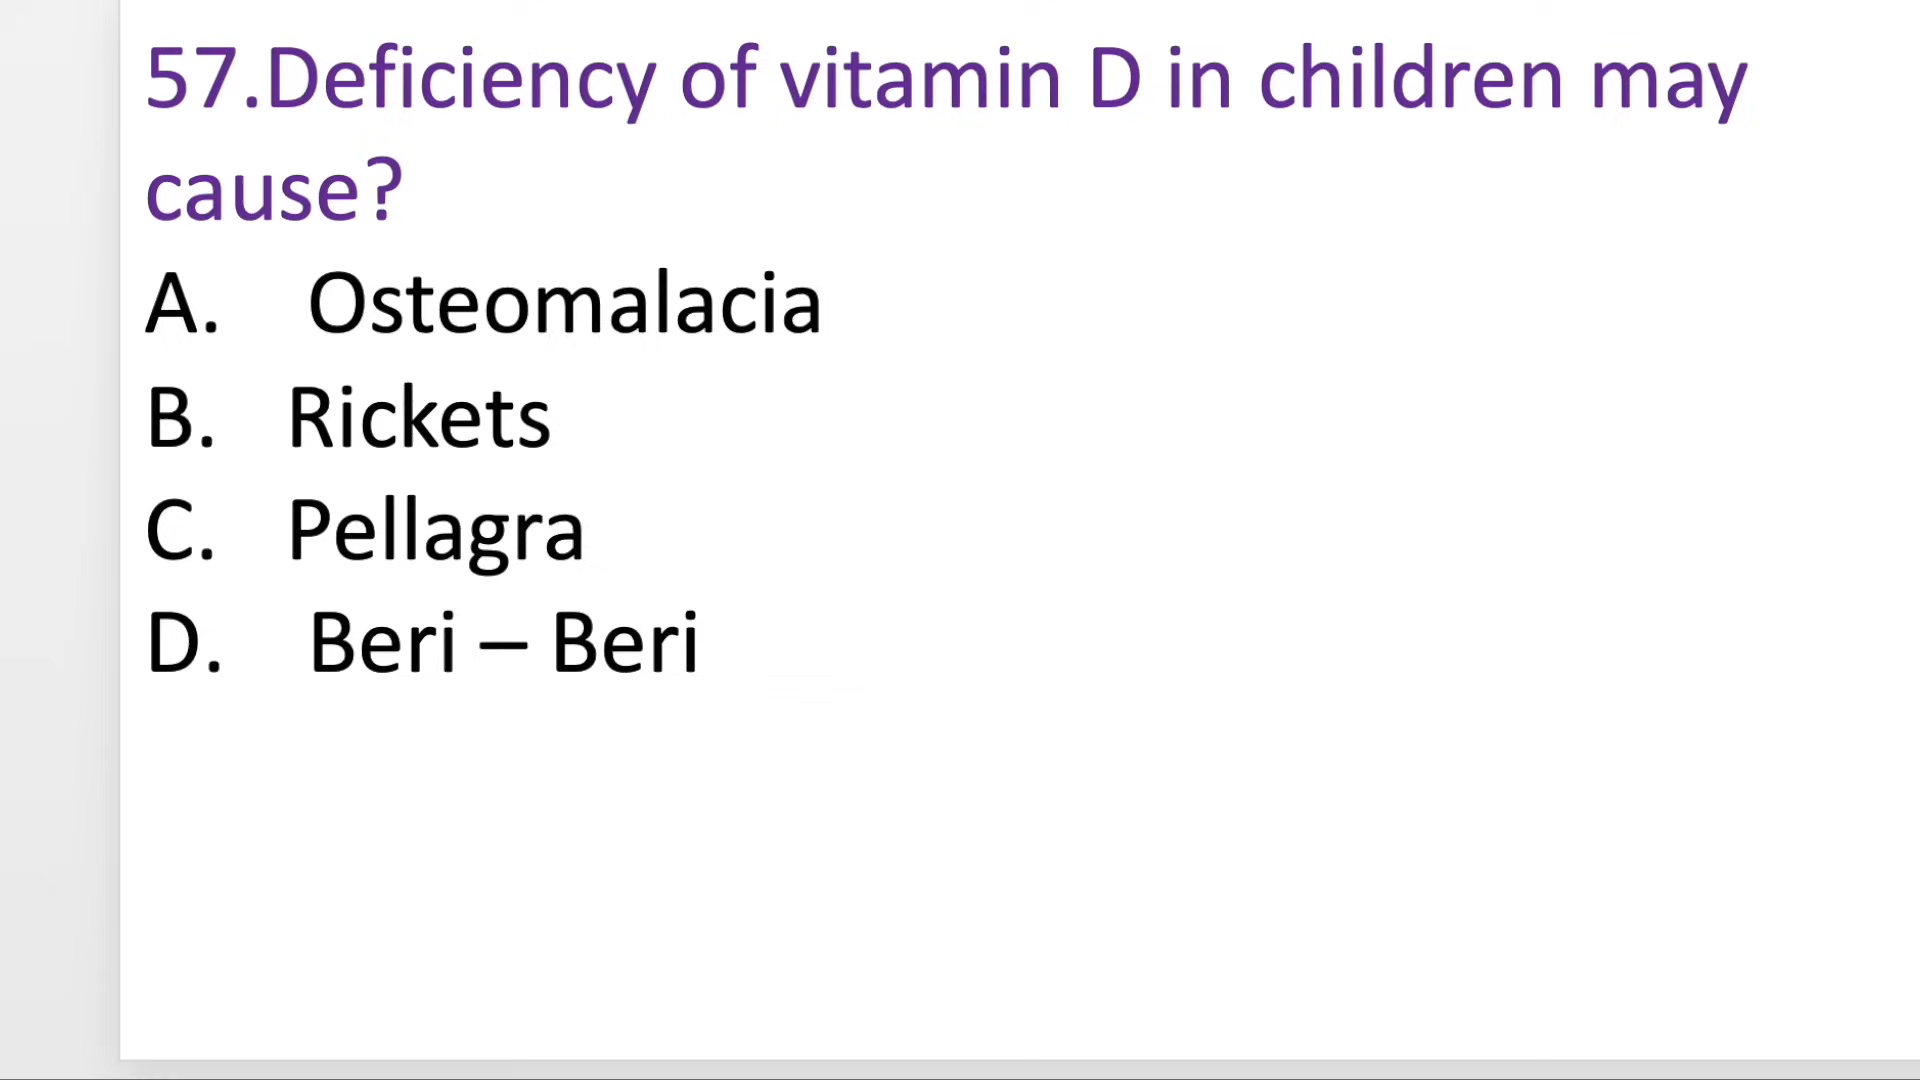 57.Deficiency of vitamin D in children may
cause?
A. Osteomalacia
B. Rickets
C. Pellagra
D. Beri – Beri